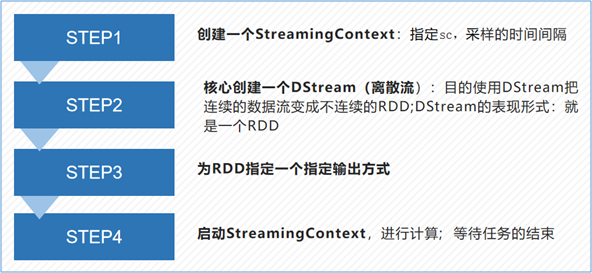 STEP1
创建一个StreamingContext：指定sc，采样的时间间隔
STEP2
核心创建一个DStream（离散流）：目的使用DStream把
连续的数据流变成不连续的RDD;DStream的表现形式：就
是一个RDD
STEP3
为RDD指定一个指定输出方式
STEP4
启动StreamingContext，进行计算；等待任务的结束